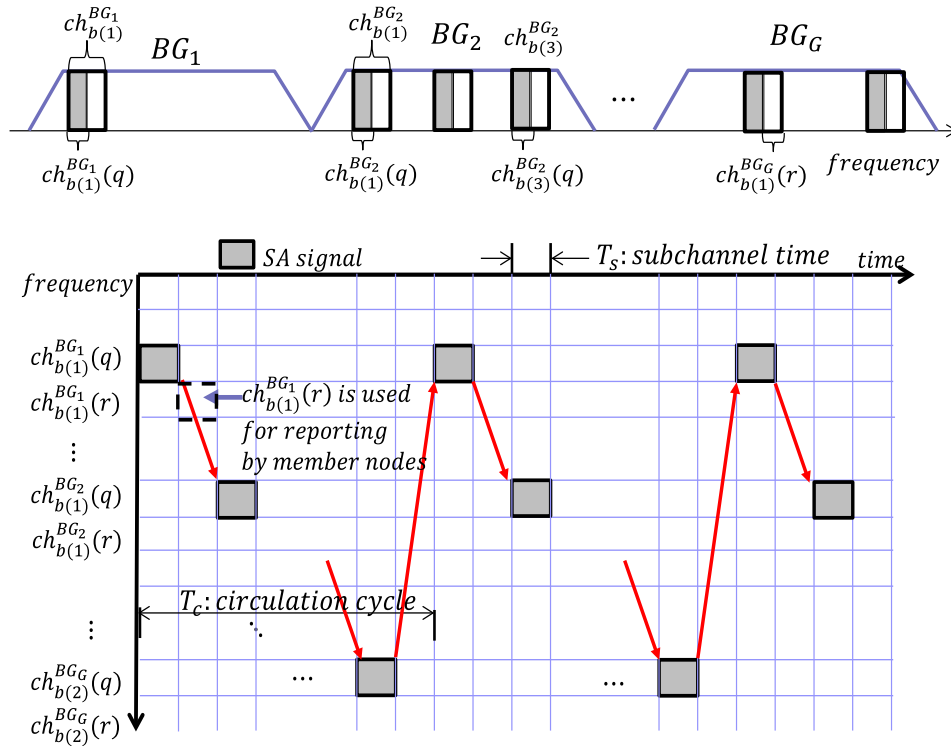 $ch_{b(1)}^{BG_1}$ $BG_1$ $ch_{b(1)}^{BG_2}$ $BG_2$ $ch_{b(3)}^{BG_2}$ $BG_G$
...
$ch_{b(1)}^{BG_1}(q)$ $ch_{b(1)}^{BG_2}(q)$ $ch_{b(3)}^{BG_2}(q)$ $ch_{b(1)}^{BG_G}(r)$ frequency
SA signal
$T_s$: subchannel time
time
frequency
$ch_{b(1)}^{BG_1}(q)$
$ch_{b(1)}^{BG_1}(r)$
$ch_{b(1)}^{BG_1}(r)$ is used
for reporting
by member nodes
⋮
$ch_{b(1)}^{BG_2}(q)$
$ch_{b(1)}^{BG_2}(r)$
$T_c$: circulation cycle
⋮
⋱
$ch_{b(2)}^{BG_G}(q)$
... ...
$ch_{b(2)}^{BG_G}(r)$